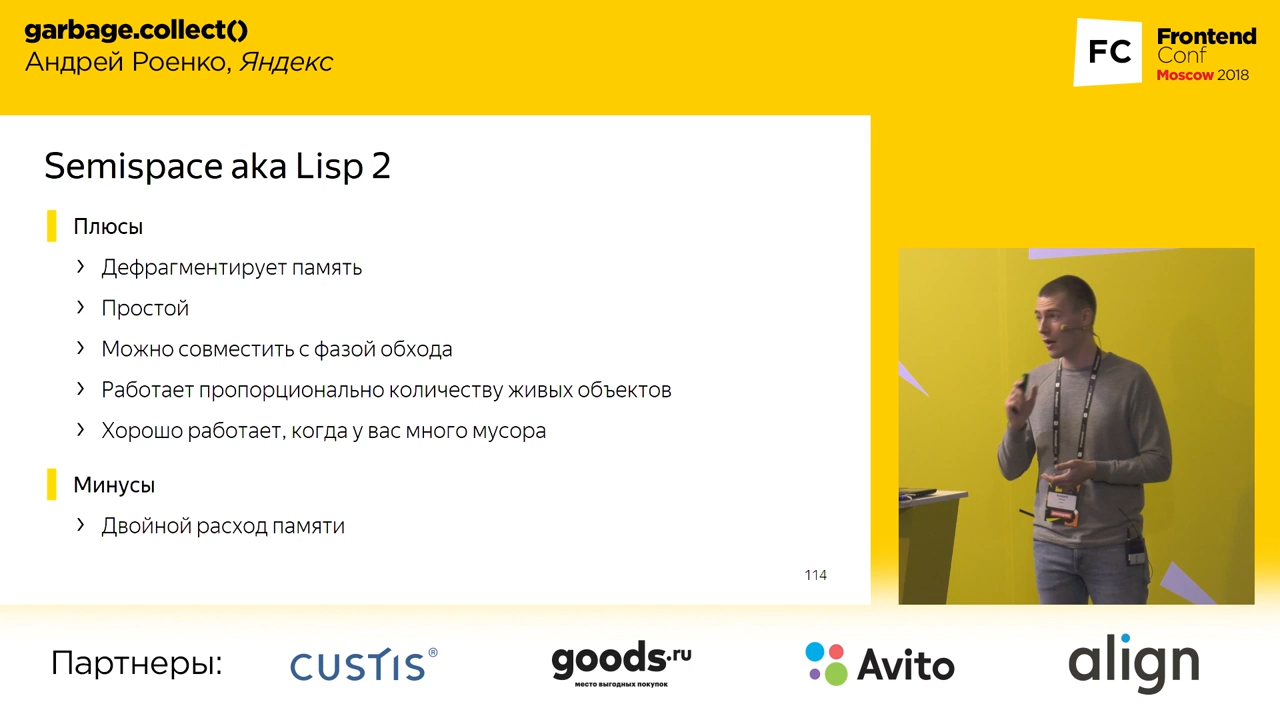 garbage.collect()
Андрей Роенко, Яндекс
FC
Frontend
Conf
Moscow 2018
Semispace aka Lisp 2
Плюсы
› Дефрагментирует память
› Простой
› Можно совместить с фазой обхода
› Работает пропорционально количеству живых объектов
› Хорошо работает, когда у вас много мусора
Минусы
› Двойной расход памяти
114
Партнеры:
CUSTIS®
goods.ru
место выгодных покупок
Avito
align